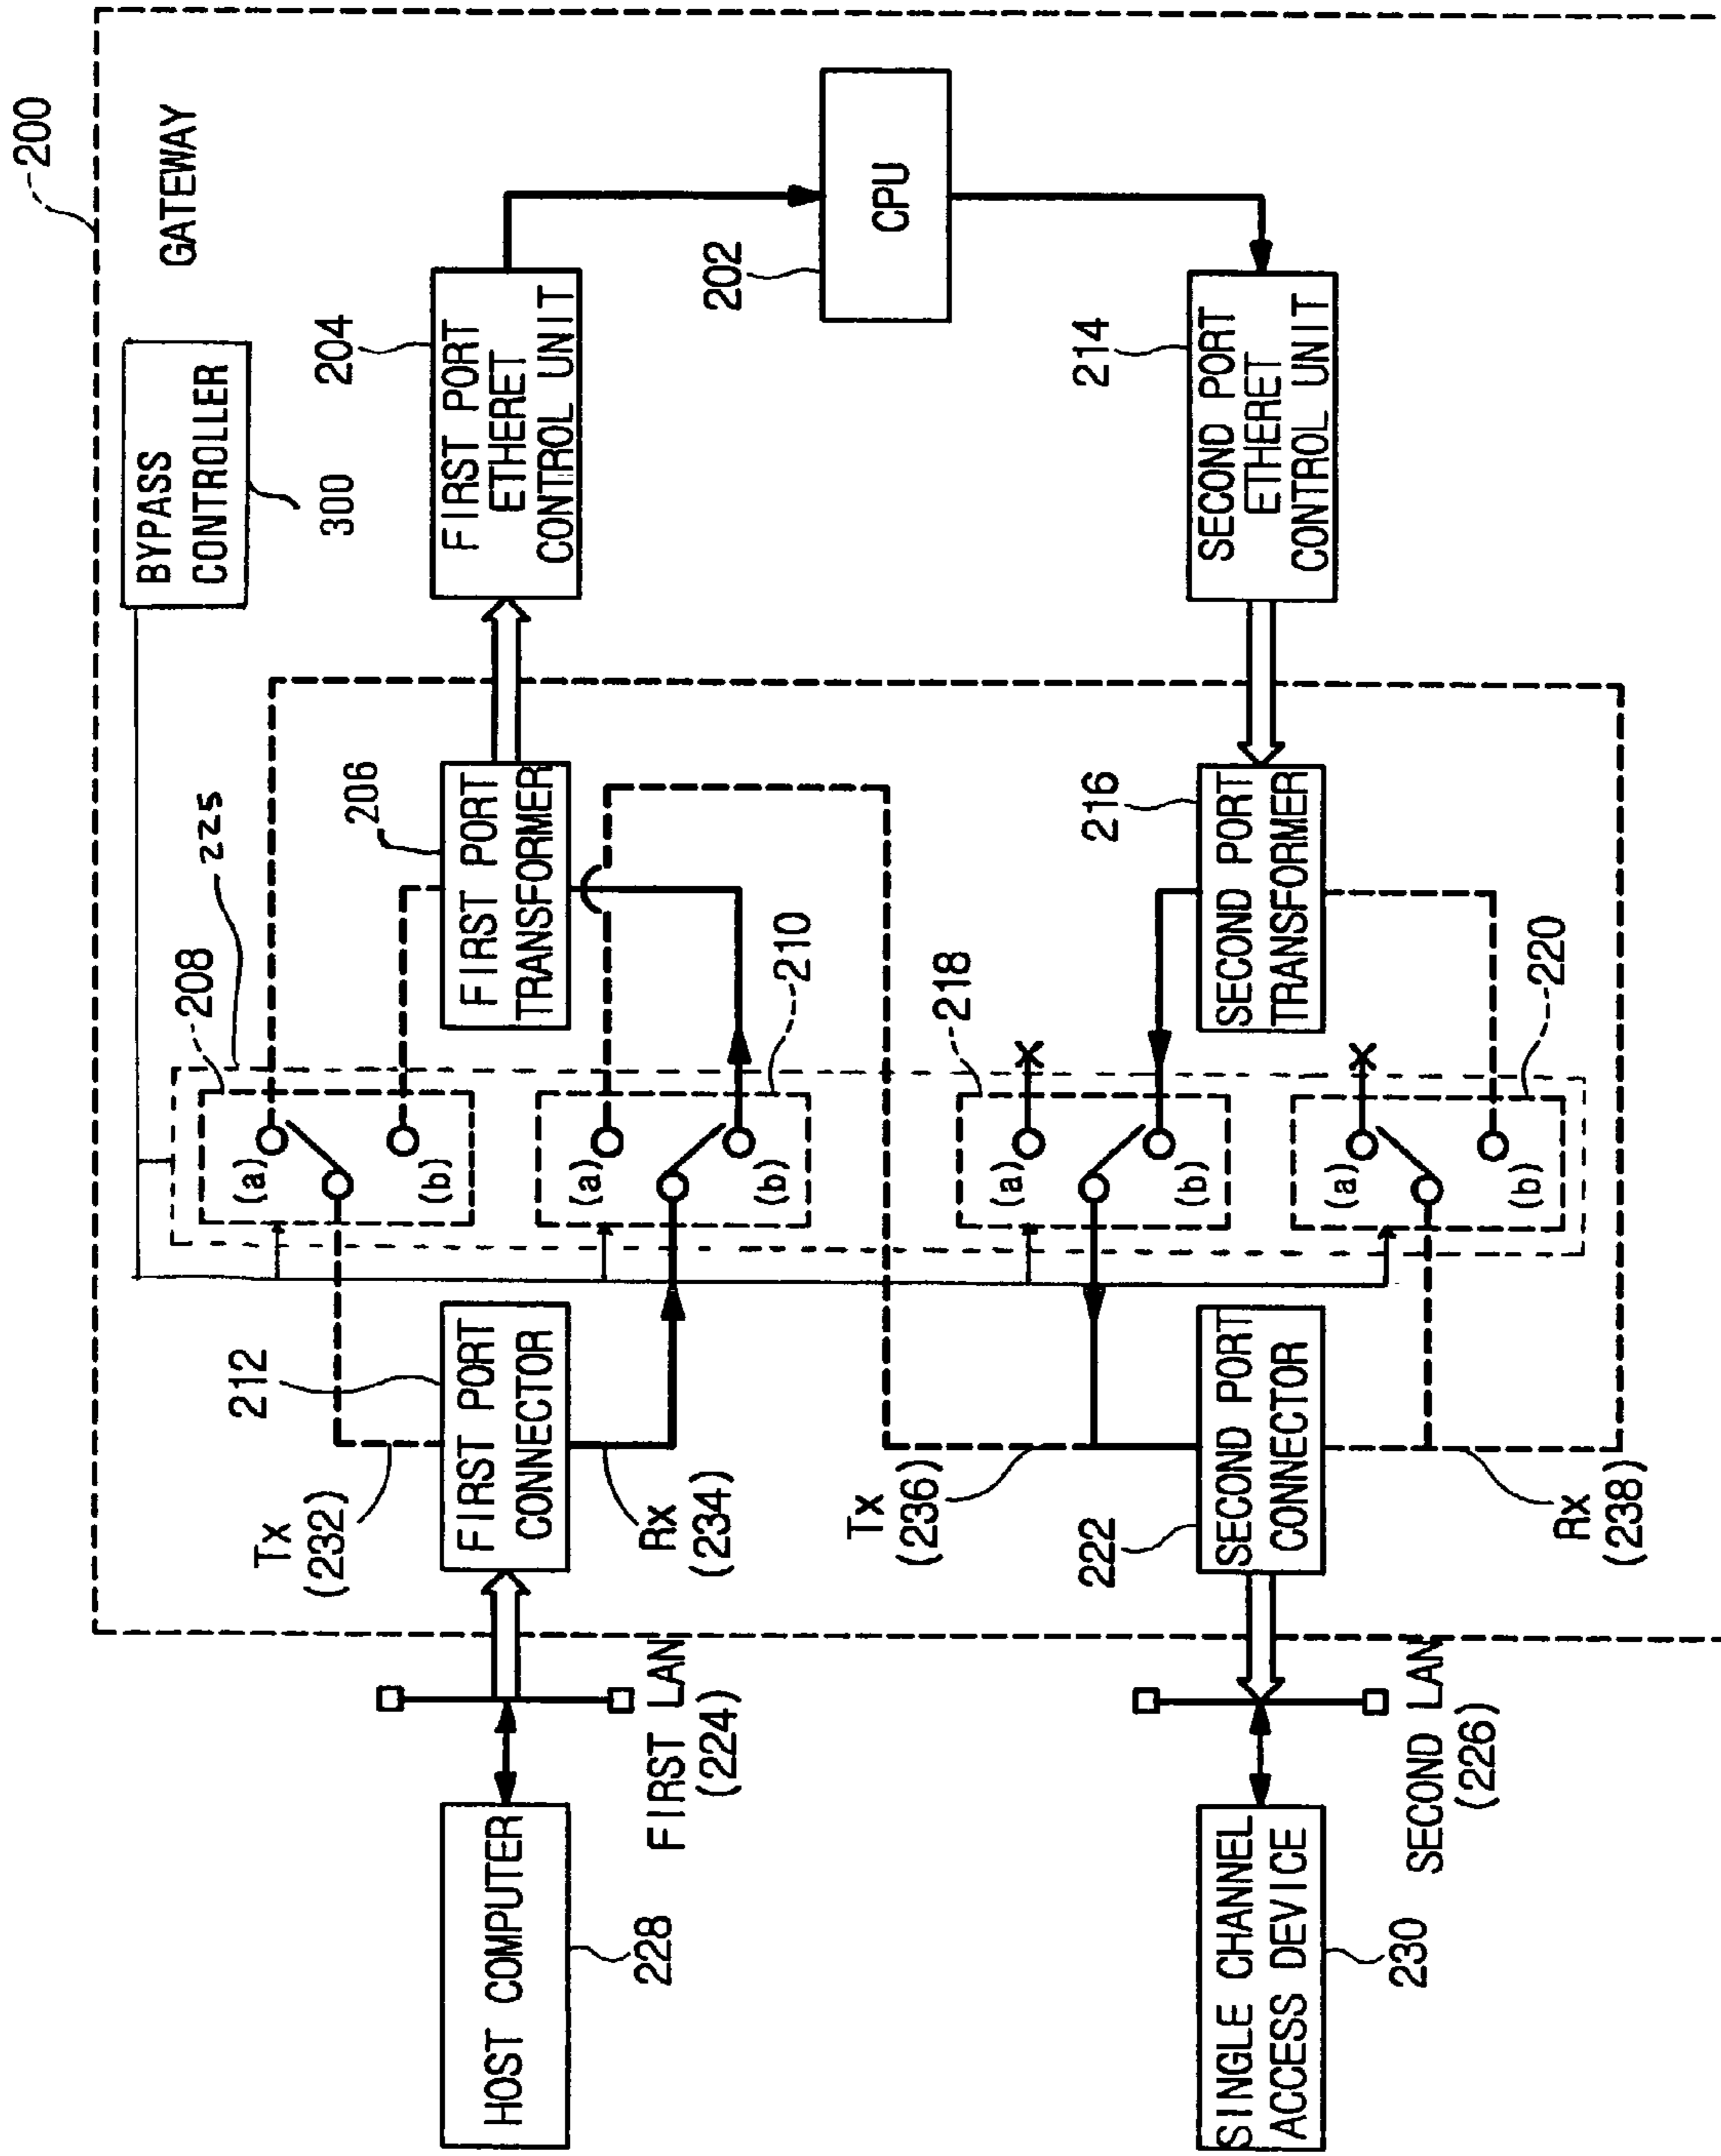 200
GATEWAY
BYPASS
CONTROLLER
300
225
208
(a)
(b)
206
FIRST PORT
TRANSFORMER
204
FIRST PORT
ETHERET
CONTROL UNIT
202
CPU
212
FIRST PORT
CONNECTOR
Tx
(232)
Rx
(234)
(a)
(b)
210
HOST COMPUTER
228
FIRST LAN
(224)
218
(a)
(b)
216
SECOND PORT
TRANSFORMER
214
SECOND PORT
ETHERET
CONTROL UNIT
Tx
(236)
222
SECOND PORT
CONNECTOR
(a)
(b)
220
Rx
(238)
SINGLE CHANNEL
ACCESS DEVICE
230
SECOND LAN
(226)